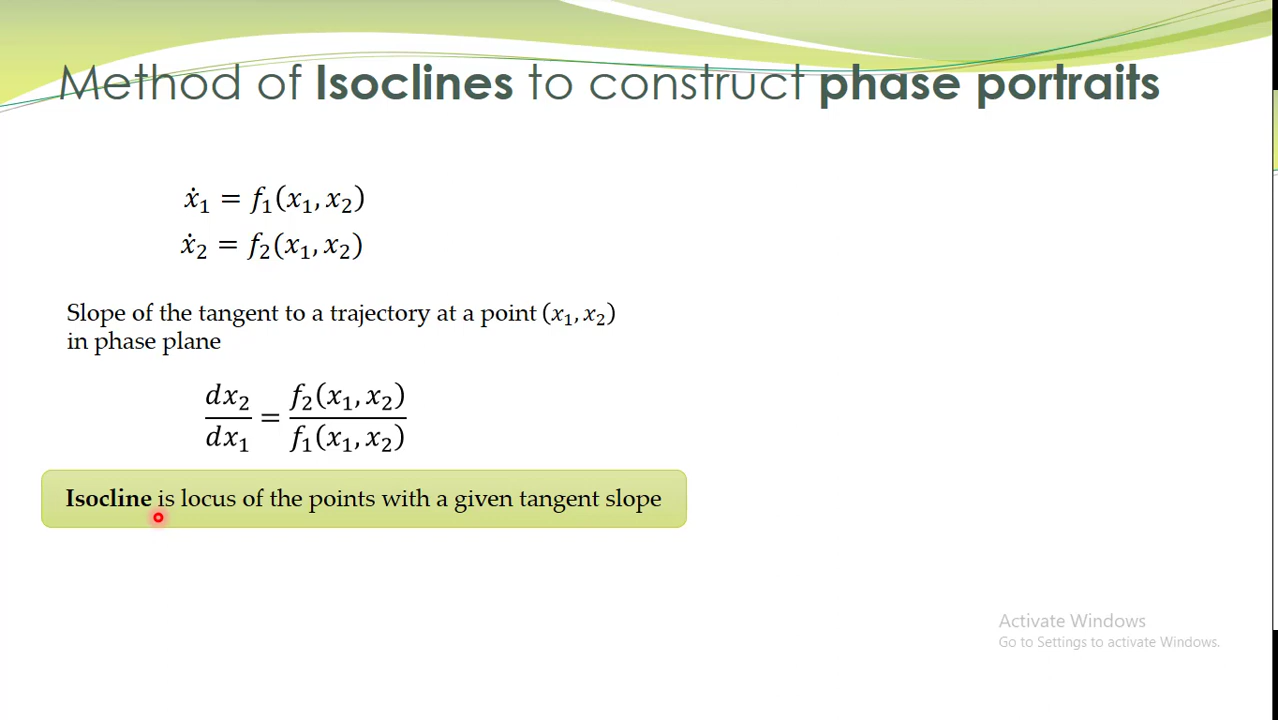 Method of Isoclines to construct phase portraits
ẋ₁ = f₁(x₁, x₂)
ẋ₂ = f₂(x₁, x₂)
Slope of the tangent to a trajectory at a point (x₁, x₂)
in phase plane
dx₂/dx₁ = f₂(x₁, x₂)/f₁(x₁, x₂)
Isocline is locus of the points with a given tangent slope
Activate Windows
Go to Settings to activate Windows.